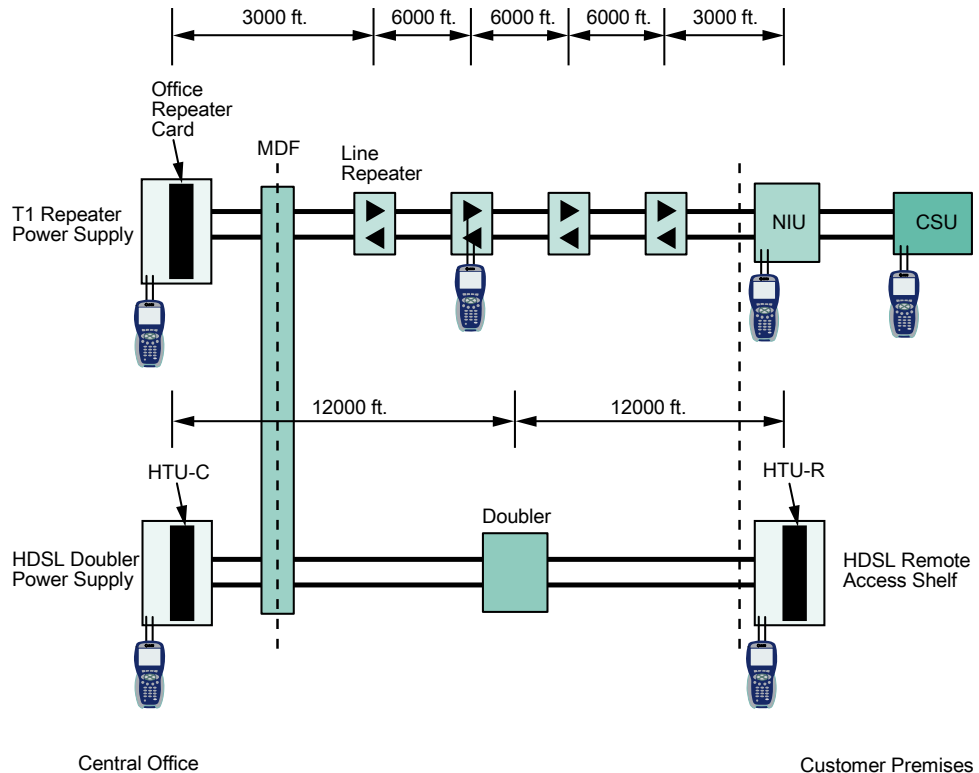 3000 ft.
6000 ft.
6000 ft.
6000 ft.
3000 ft.
Office
Repeater
Card
MDF
Line
Repeater
T1 Repeater
Power Supply
NIU
CSU
12000 ft.
12000 ft.
HTU-C
HTU-R
Doubler
HDSL Doubler
Power Supply
HDSL Remote
Access Shelf
Central Office
Customer Premises